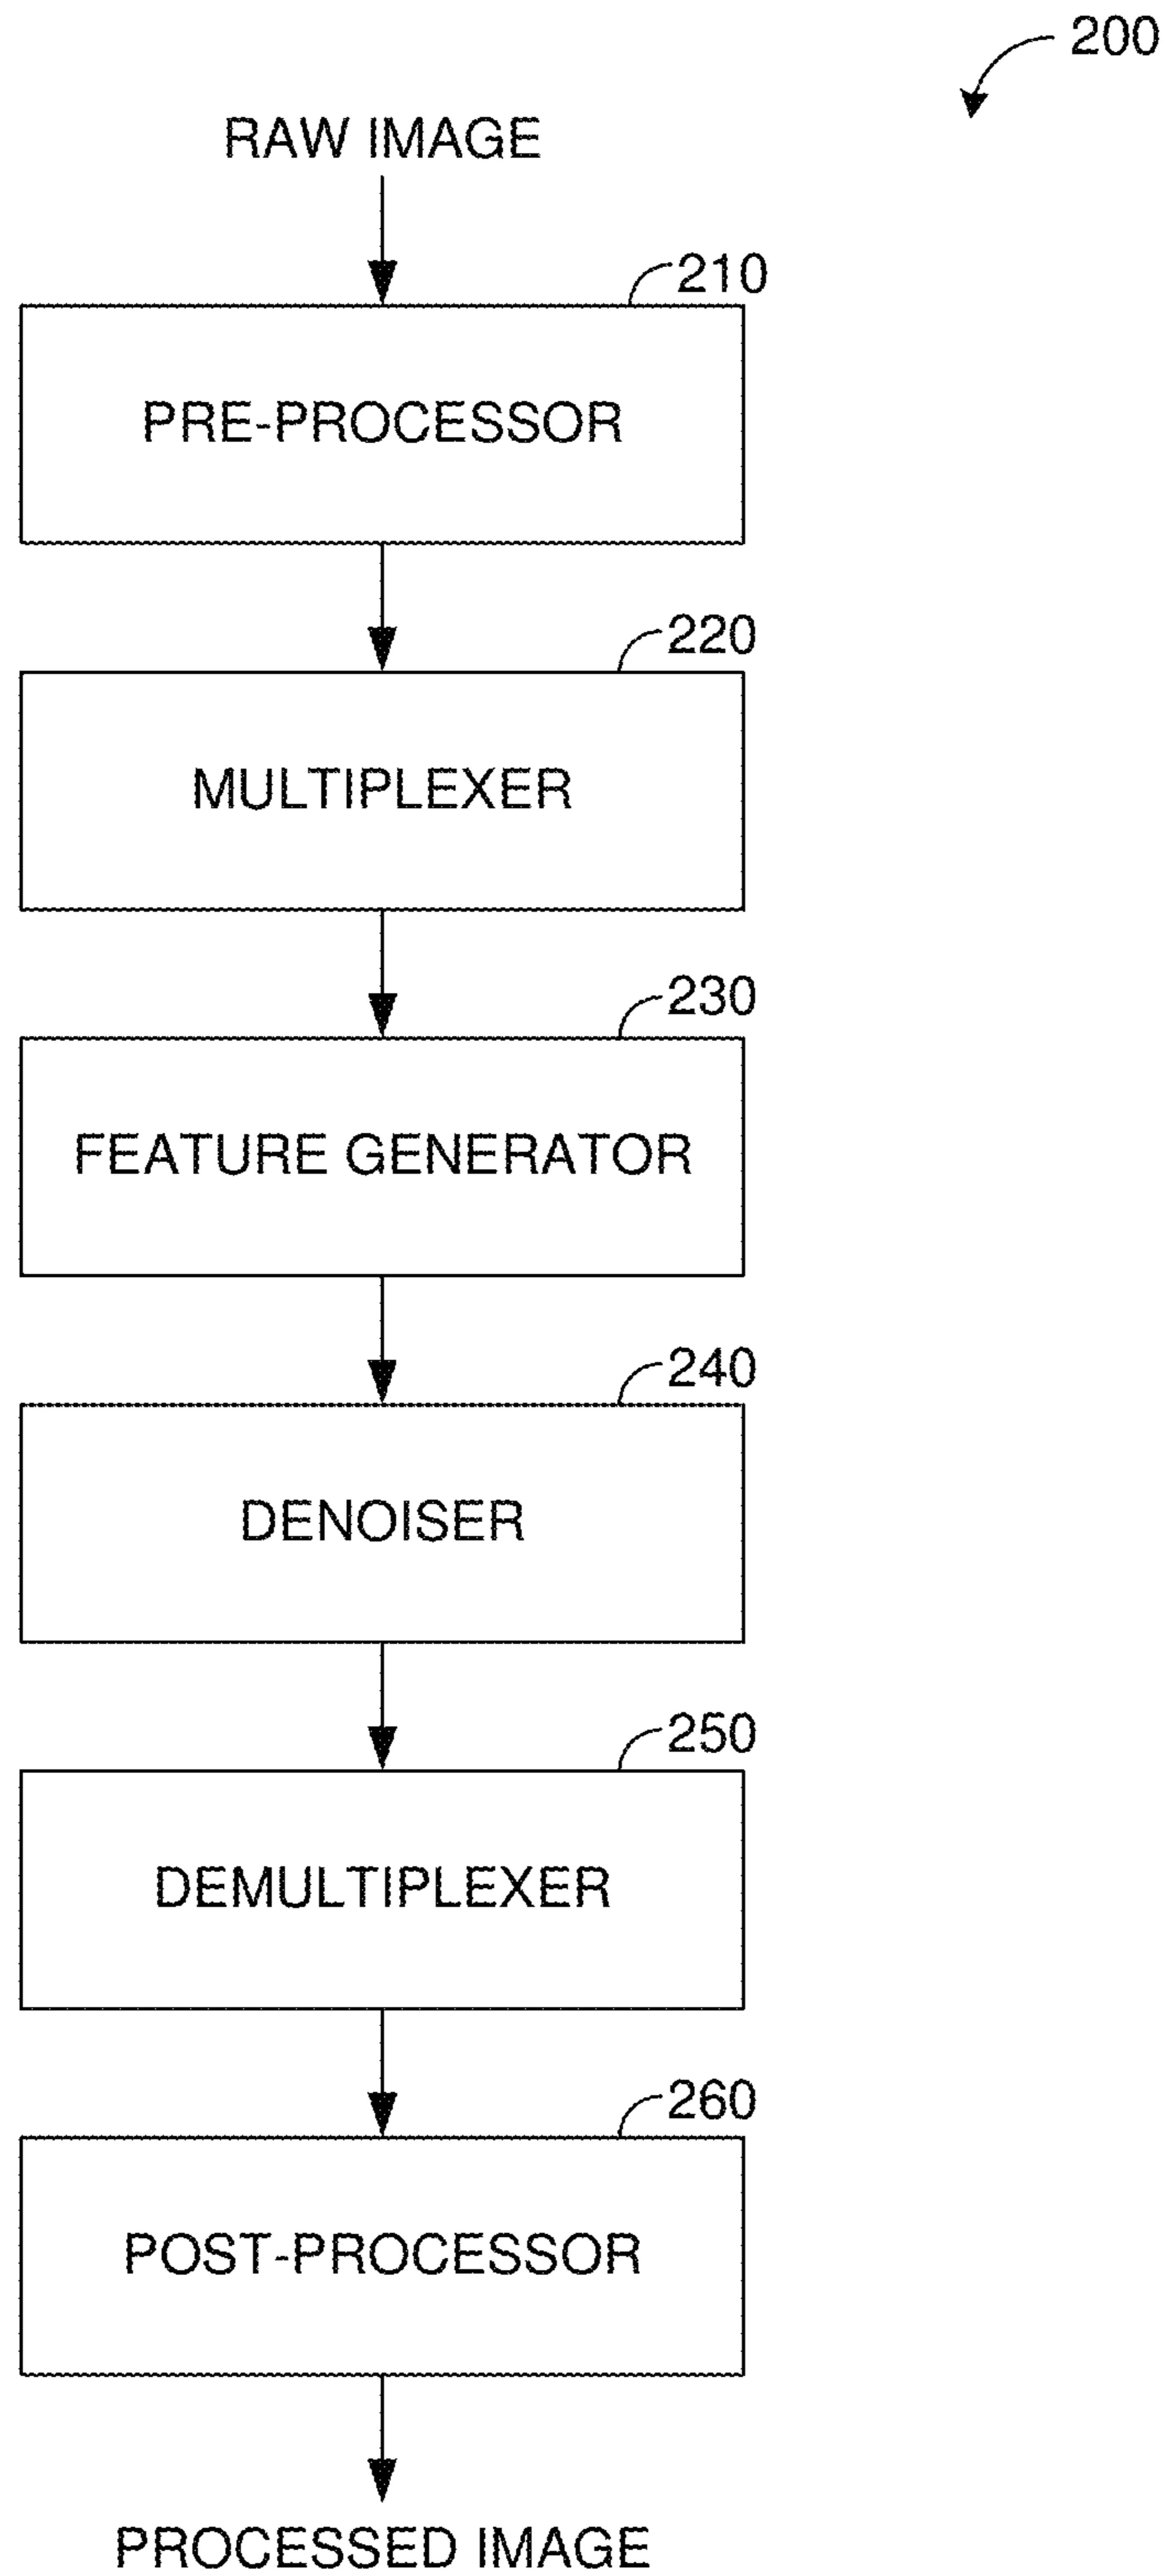 200
RAW IMAGE
210
PRE-PROCESSOR
220
MULTIPLEXER
230
FEATURE GENERATOR
240
DENOISER
250
DEMULTIPLEXER
260
POST-PROCESSOR
PROCESSED IMAGE